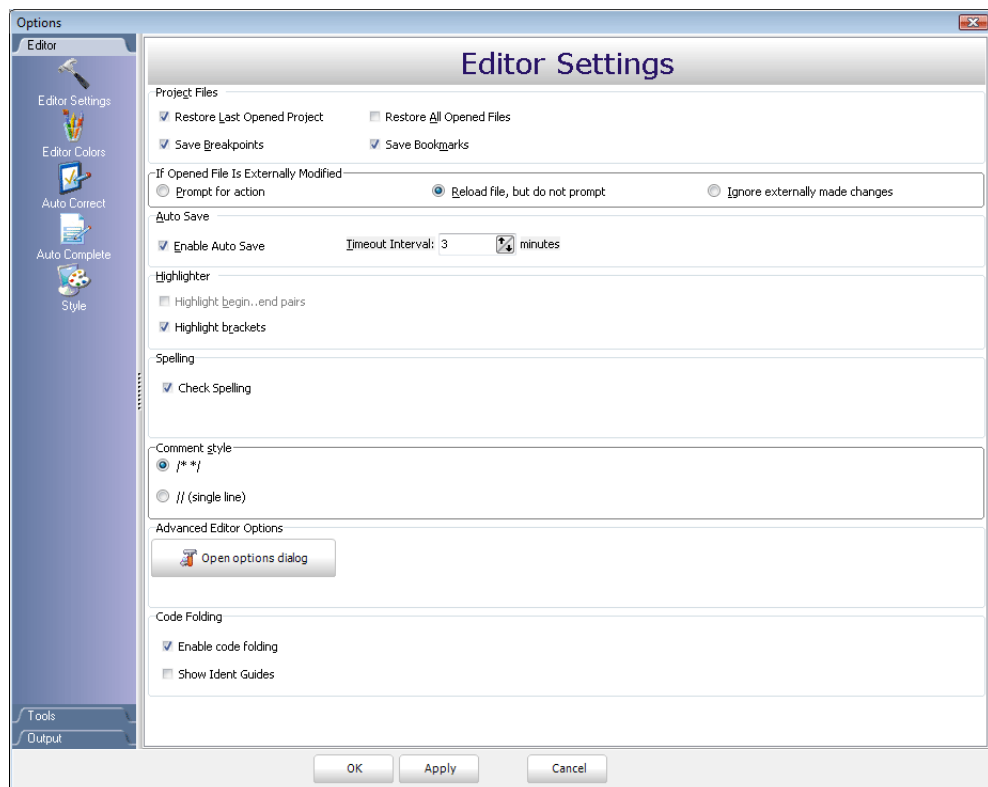 Options
Editor
Editor Settings
Editor Colors
Auto Correct
Auto Complete
Style
Tools
Output
Editor Settings
Project Files
Restore Last Opened Project Restore All Opened Files
Save Breakpoints Save Bookmarks
If Opened File Is Externally Modified
Prompt for action Reload file, but do not prompt Ignore externally made changes
Auto Save
Enable Auto Save Timeout Interval: 3 minutes
Highlighter
Highlight begin..end pairs
Highlight brackets
Spelling
Check Spelling
Comment style
/* */
// (single line)
Advanced Editor Options
Open options dialog
Code Folding
Enable code folding
Show Ident Guides
OK Apply Cancel